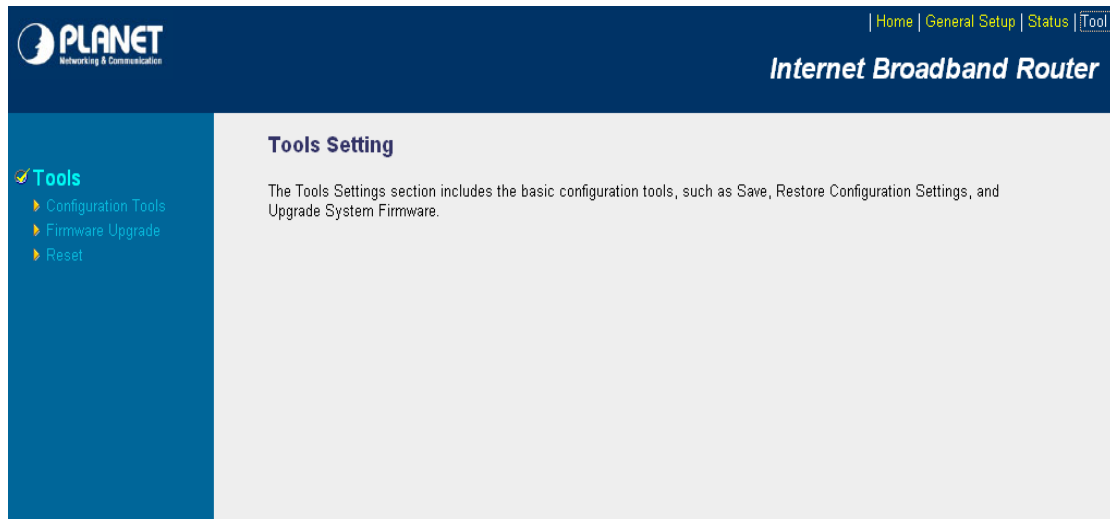 PLANET
Networking & Communication
| Home | General Setup | Status | Tool
Internet Broadband Router
Tools
Configuration Tools
Firmware Upgrade
Reset
Tools Setting
The Tools Settings section includes the basic configuration tools, such as Save, Restore Configuration Settings, and
Upgrade System Firmware.